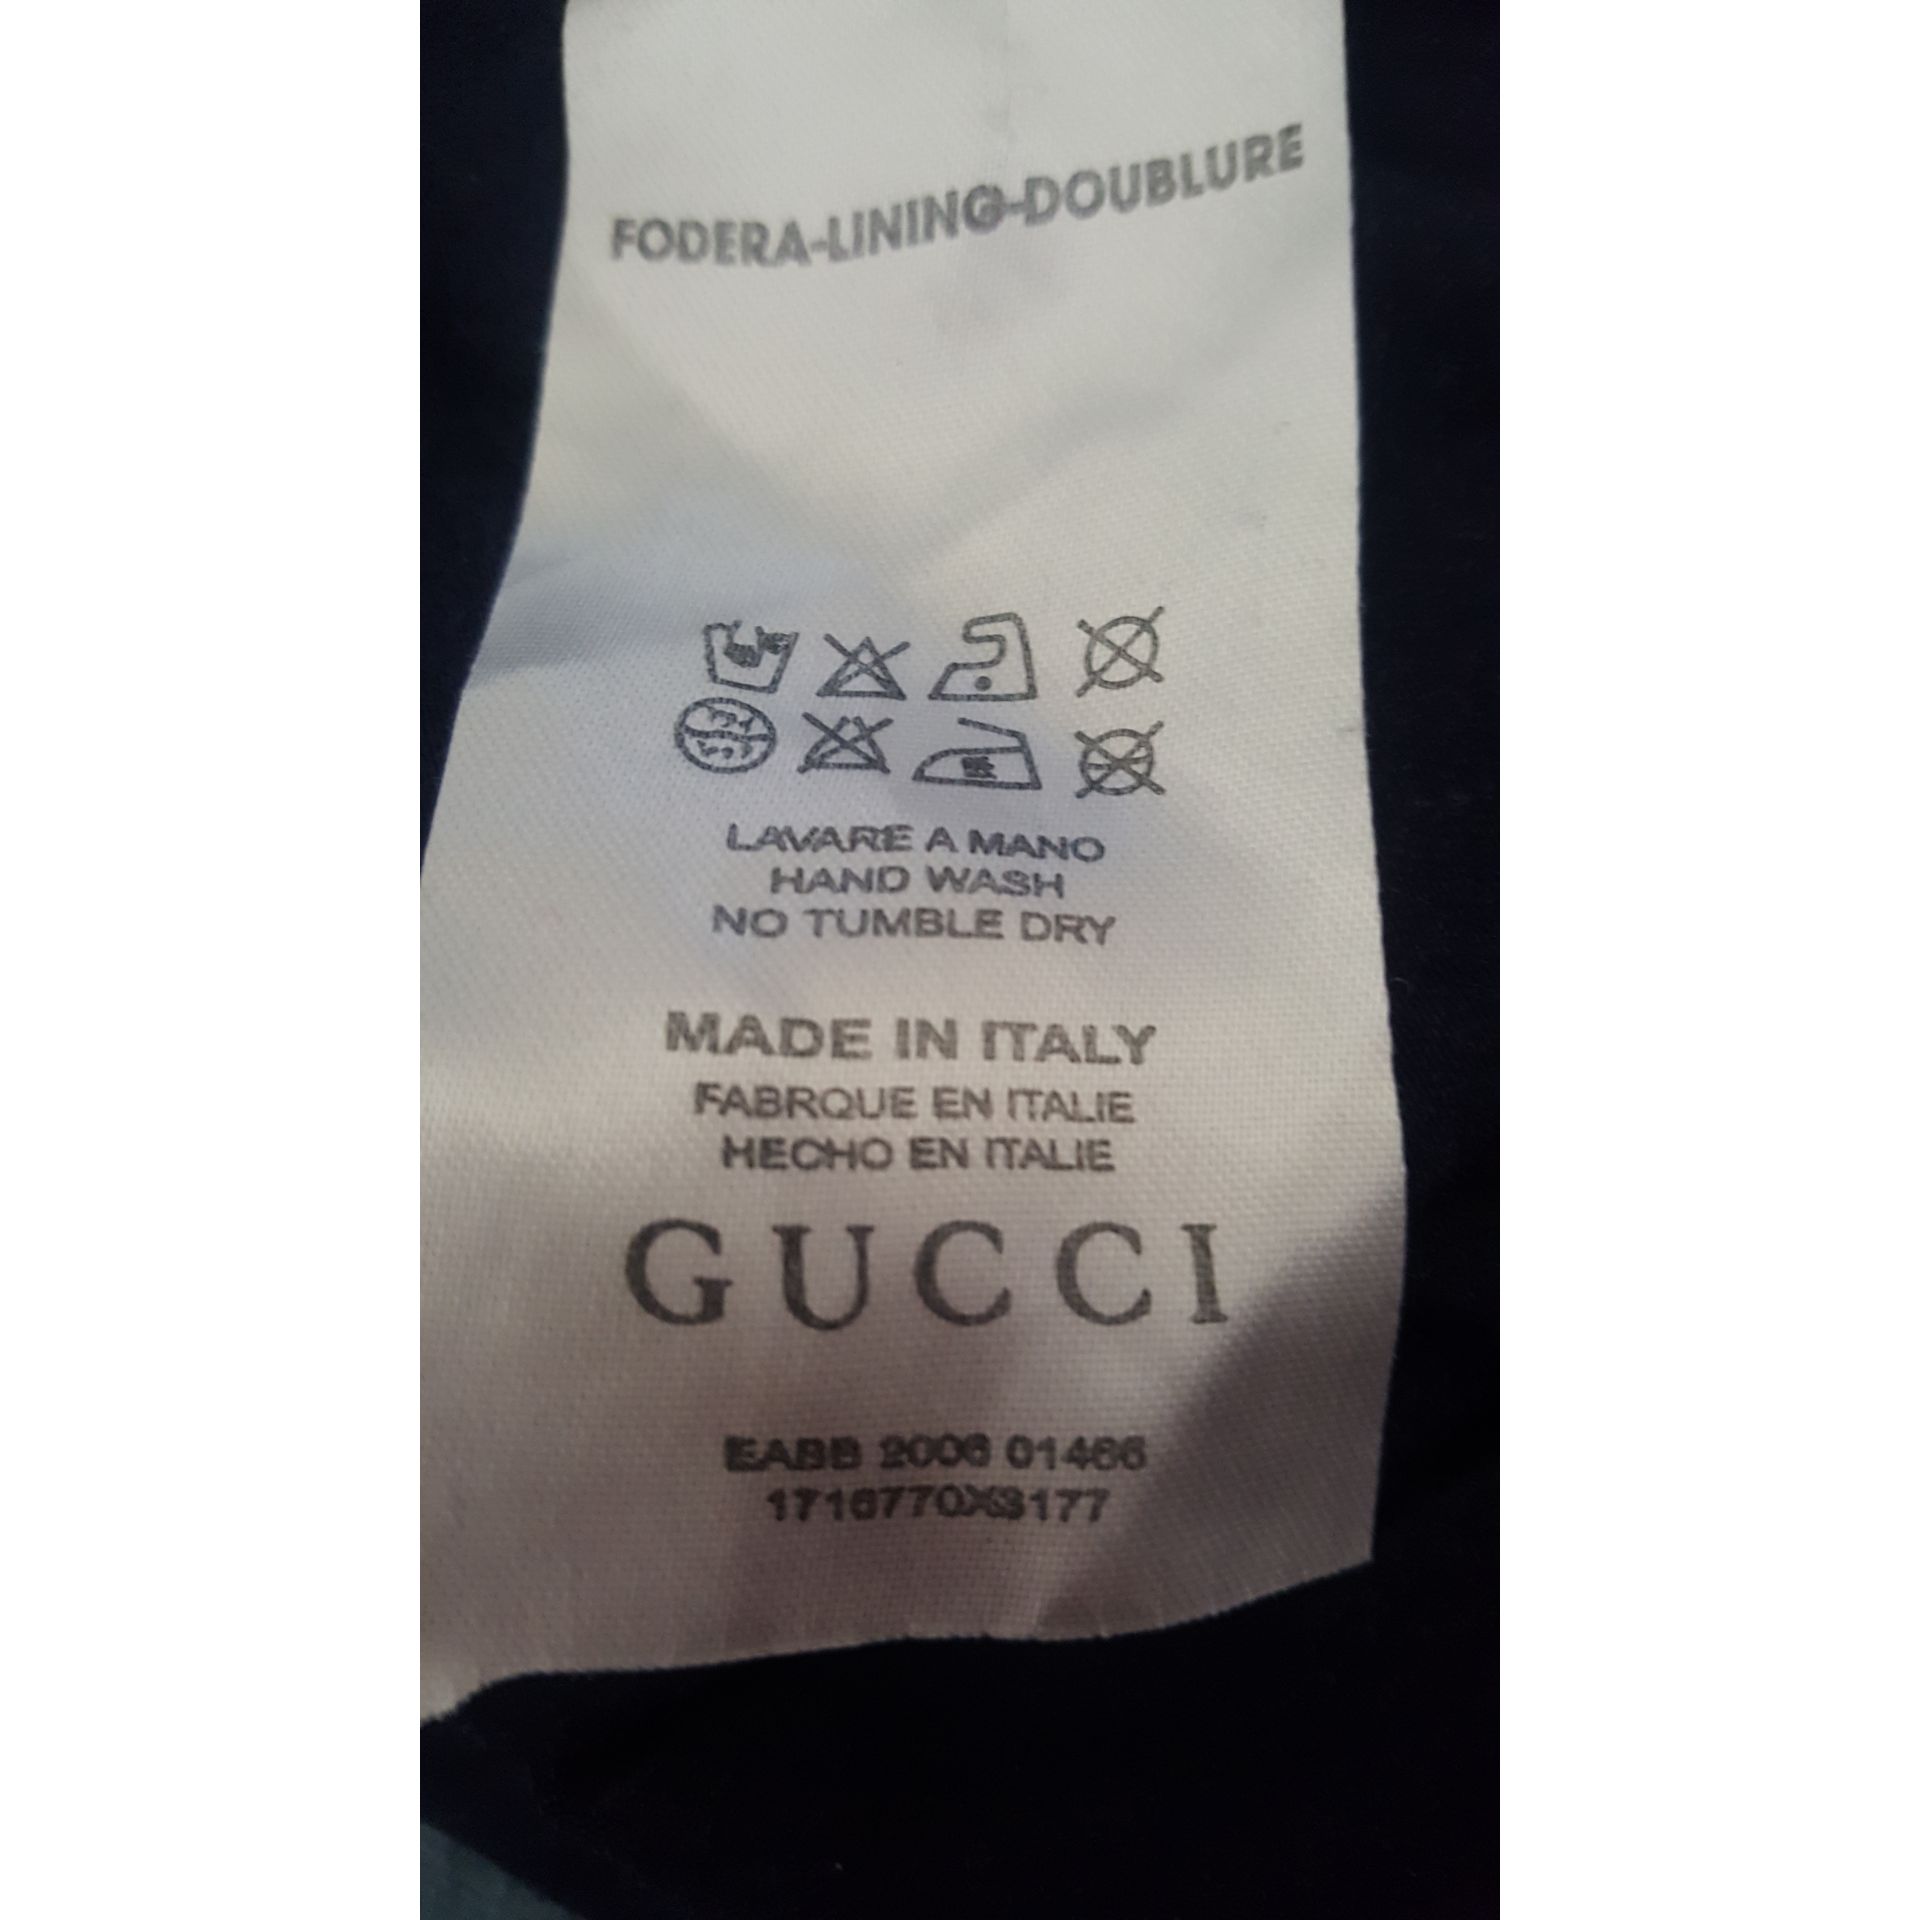 FODERA-LINING-DOUBLURE
LAVARE A MANO
HAND WASH
NO TUMBLE DRY
MADE IN ITALY
FABRQUE EN ITALIE
HECHO EN ITALIE
GUCCI
EABB 2006 01466
1716770X3177